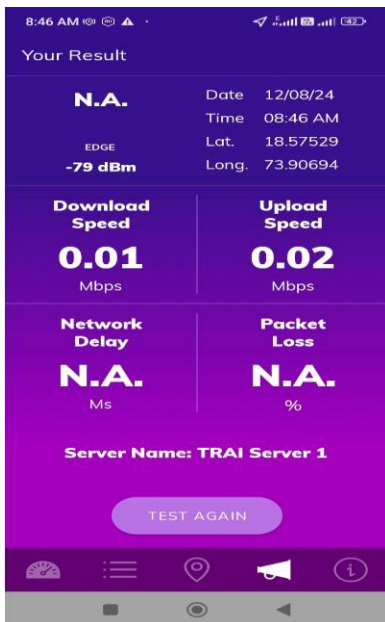 8:46 AM
Your Result
N.A.
EDGE
-79 dBm
Date 12/08/24
Time 08:46 AM
Lat. 18.57529
Long. 73.90694
Download
Speed
0.01
Mbps
Upload
Speed
0.02
Mbps
Network
Delay
N.A.
Ms
Packet
Loss
N.A.
%
Server Name: TRAI Server 1
TEST AGAIN